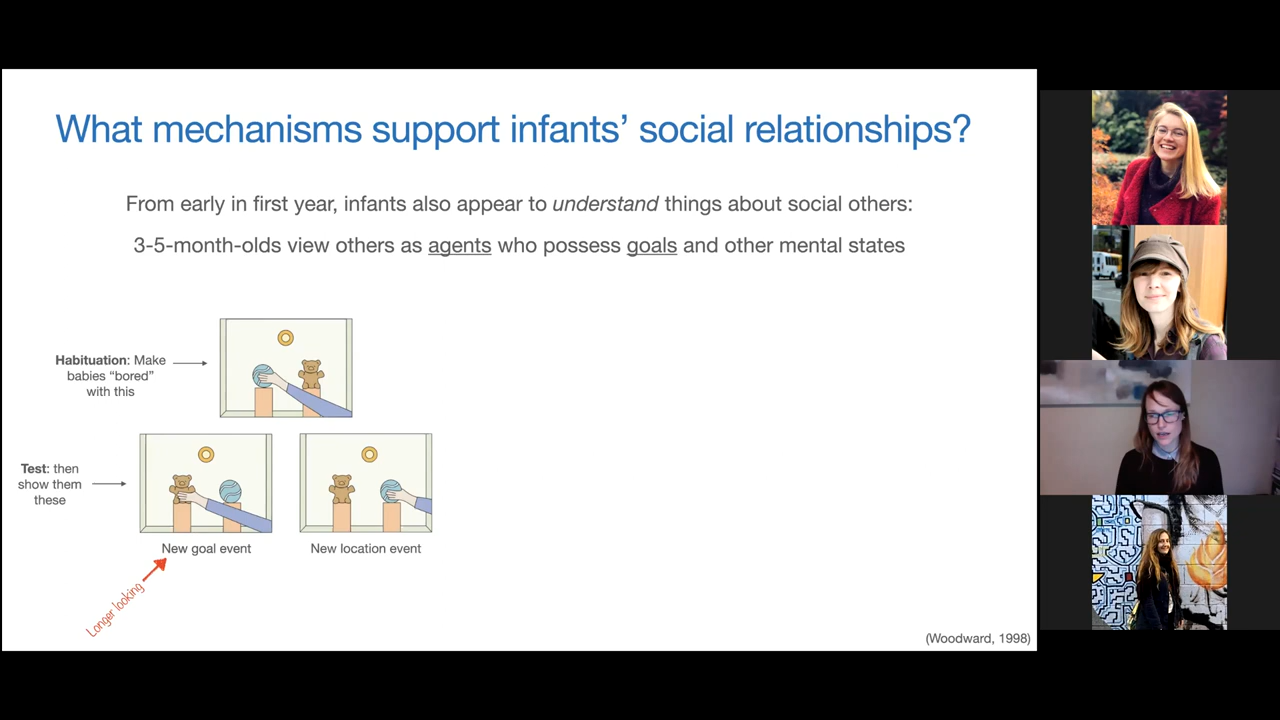 What mechanisms support infants’ social relationships?
From early in first year, infants also appear to understand things about social others:
3-5-month-olds view others as agents who possess goals and other mental states
Habituation: Make
babies “bored”
with this
Test: then
show them
these
New goal event
New location event
Longer looking
(Woodward, 1998)